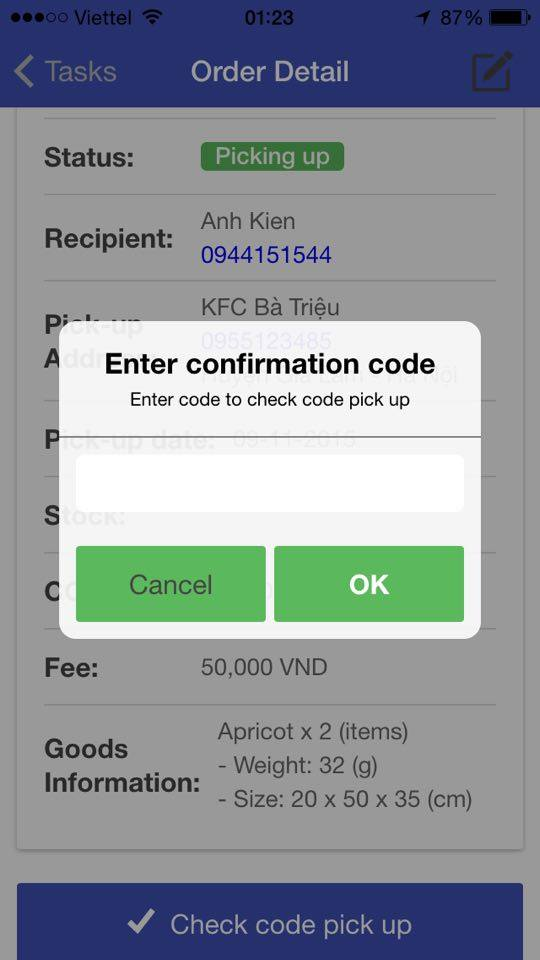 Viettel 01:23 87%
Tasks Order Detail
Status: Picking up
Recipient: Anh Kien
0944151544
Pick-up KFC Bà Triệu
0955123485
Huyện Gia Lâm - Hà Nội
Enter confirmation code
Enter code to check code pick up
Pick-up date: 09-11-2015
Stock:
Cancel OK
Fee: 50,000 VND
Goods Information:
Apricot x 2 (items)
- Weight: 32 (g)
- Size: 20 x 50 x 35 (cm)
Check code pick up